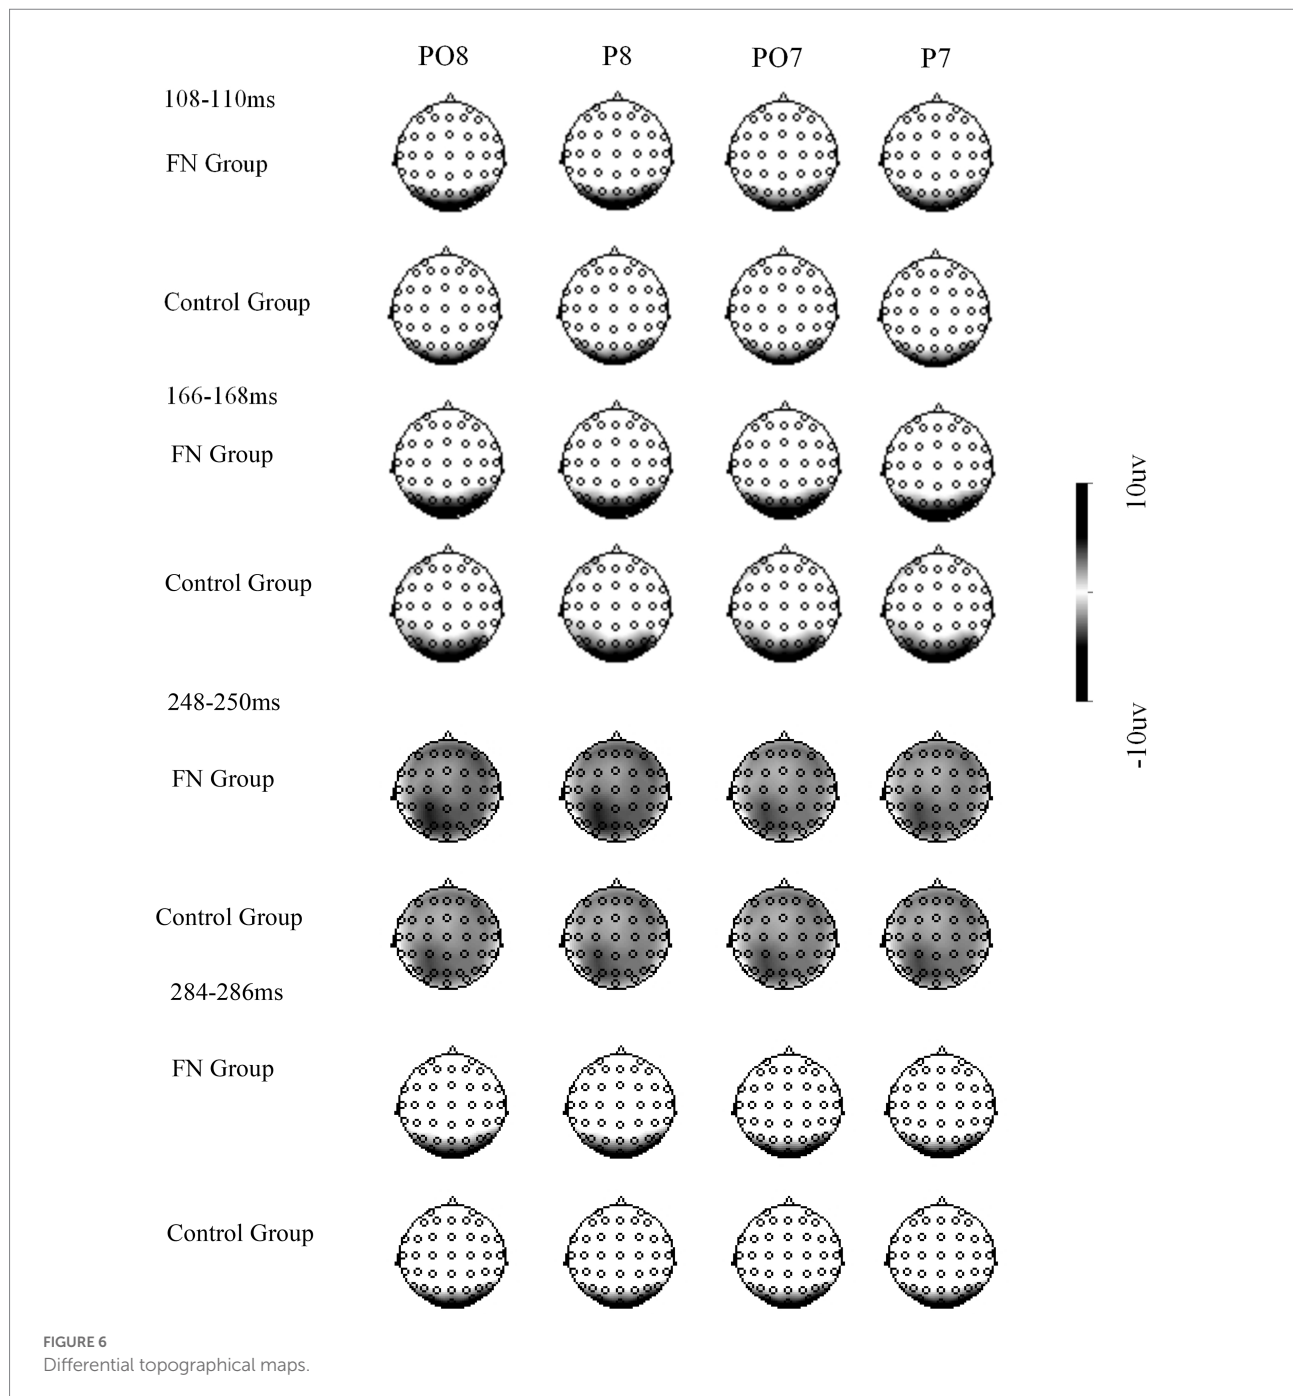 PO8 P8 PO7 P7
108-110ms
FN Group
Control Group
166-168ms
FN Group
Control Group
10uv
-10uv
248-250ms
FN Group
Control Group
284-286ms
FN Group
Control Group
FIGURE 6
Differential topographical maps.